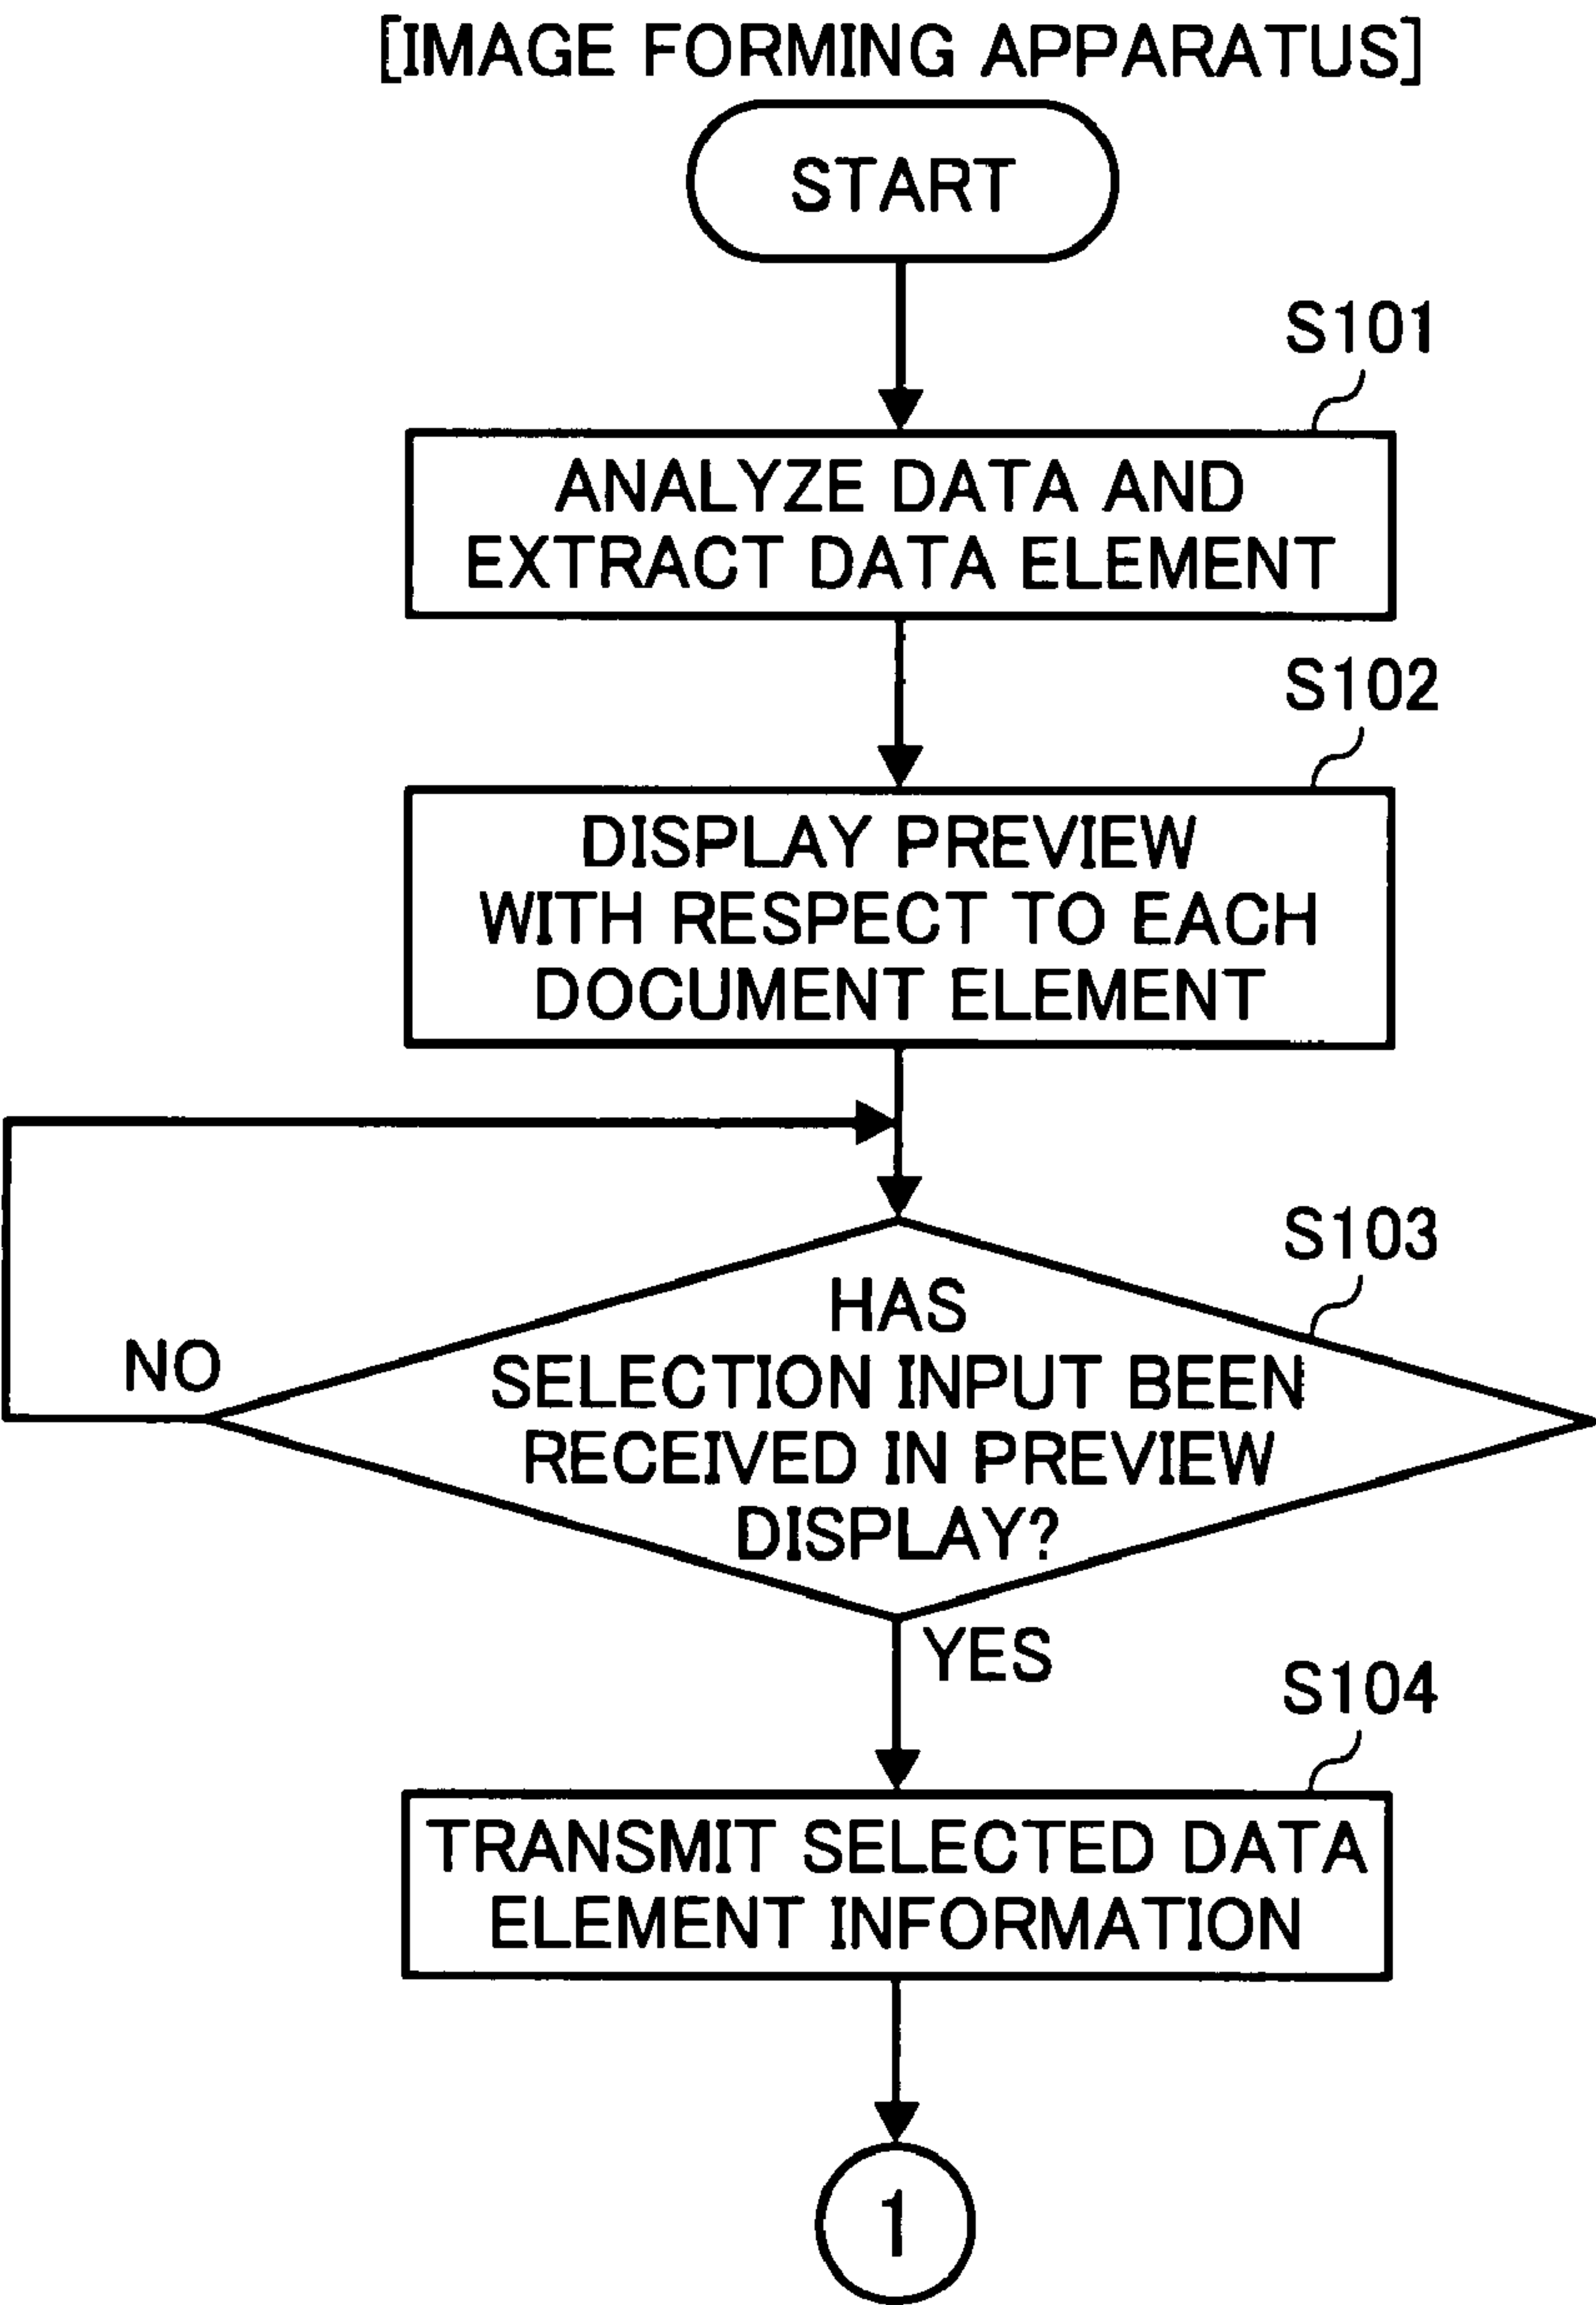 [IMAGE FORMING APPARATUS]
START
S101
ANALYZE DATA AND
EXTRACT DATA ELEMENT
S102
DISPLAY PREVIEW
WITH RESPECT TO EACH
DOCUMENT ELEMENT
S103
HAS
NO
SELECTION INPUT BEEN
RECEIVED IN PREVIEW
DISPLAY?
YES
S104
TRANSMIT SELECTED DATA
ELEMENT INFORMATION
1